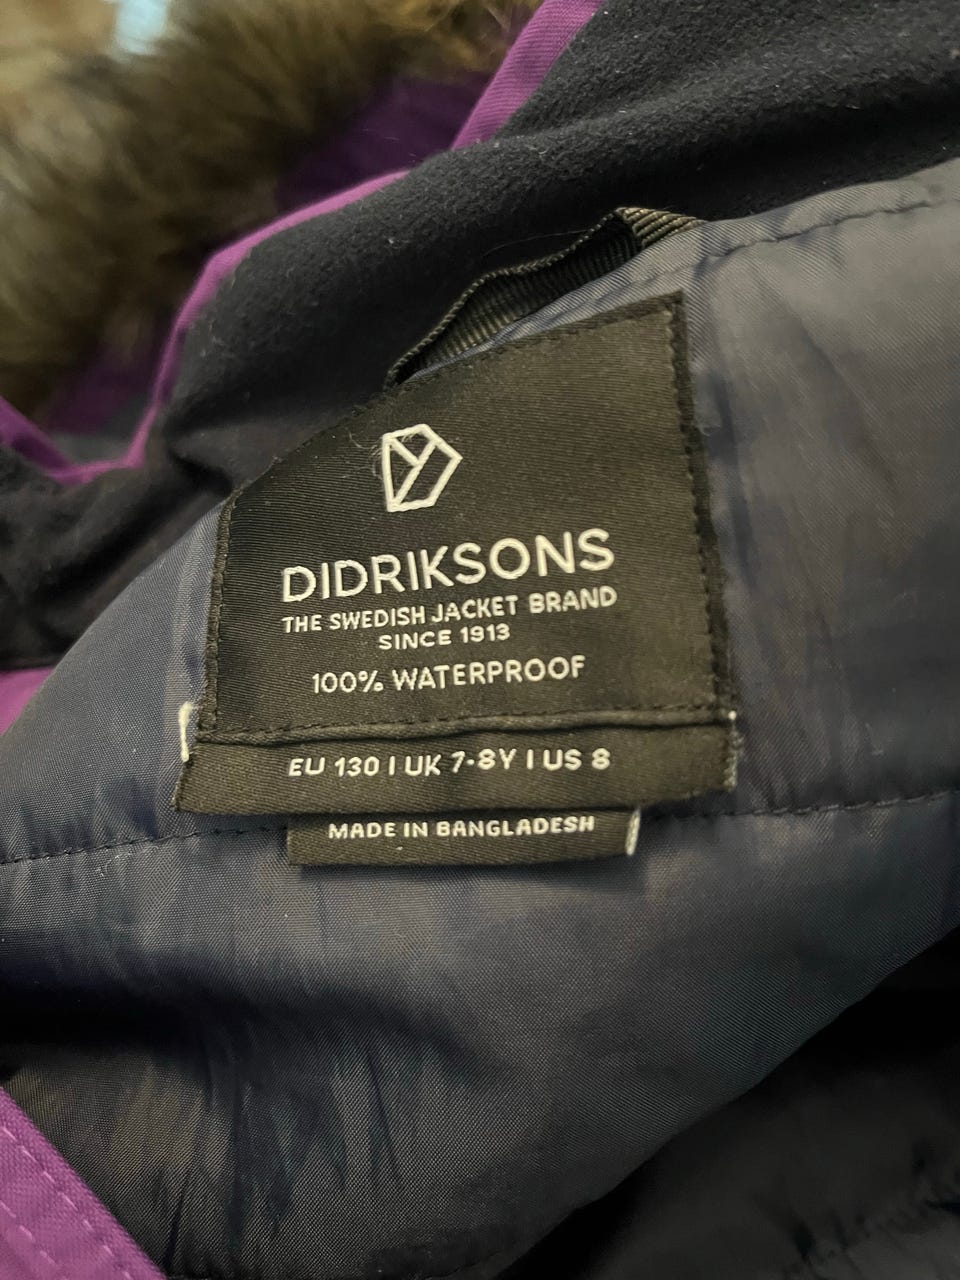 DIDRIKSONS
THE SWEDISH JACKET BRAND
SINCE 1913
100% WATERPROOF
EU 130 | UK 7-8Y | US 8
MADE IN BANGLADESH